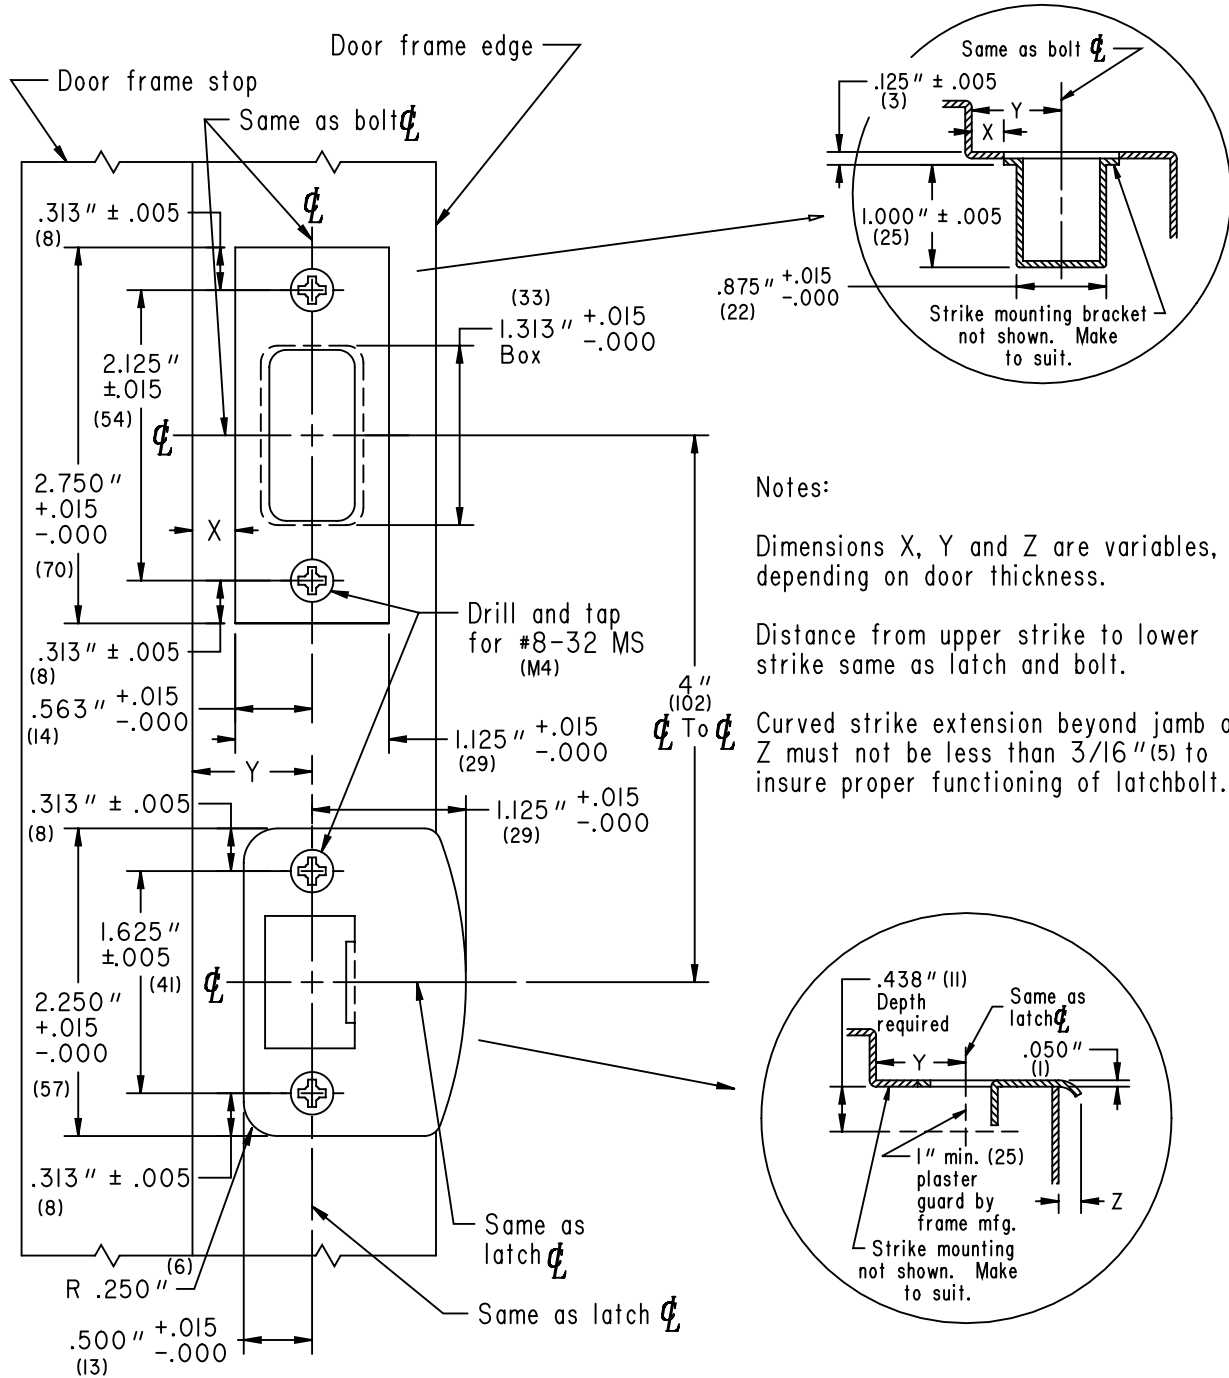 Door frame edge
Door frame stop
Same as bolt ℄
℄
.313" ± .005
(8)
2.125"
±.015
(54)
℄
2.750"
+.015
-.000
(70)
X
(33)
1.313" +.015
-.000
Box
.313" ± .005
(8)
.563" +.015
-.000
(14)
Drill and tap
for #8-32 MS
(M4)
4"
(102)
℄ To ℄
1.125" +.015
-.000
(29)
Y
.313" ± .005
(8)
1.125" +.015
-.000
(29)
1.625"
±.005
(41)
℄
2.250"
+.015
-.000
(57)
.313" ± .005
(8)
(6)
R .250"
.500" +.015
-.000
(13)
Same as
latch ℄
Same as latch ℄
Same as bolt ℄
.125" ± .005
(3)
Y
X
1.000" ± .005
(25)
.875" +.015
-.000
(22)
Strike mounting bracket
not shown. Make
to suit.
Notes:
Dimensions X, Y and Z are variables,
depending on door thickness.
Distance from upper strike to lower
strike same as latch and bolt.
Curved strike extension beyond jamb
Z must not be less than 3/16" (5) to
insure proper functioning of latchbolt.
.438" (11)
Depth
required
Same as
latch ℄
.050"
(1)
Y
1" min. (25)
plaster
guard by
frame mfg.
Z
Strike mounting
not shown. Make
to suit.